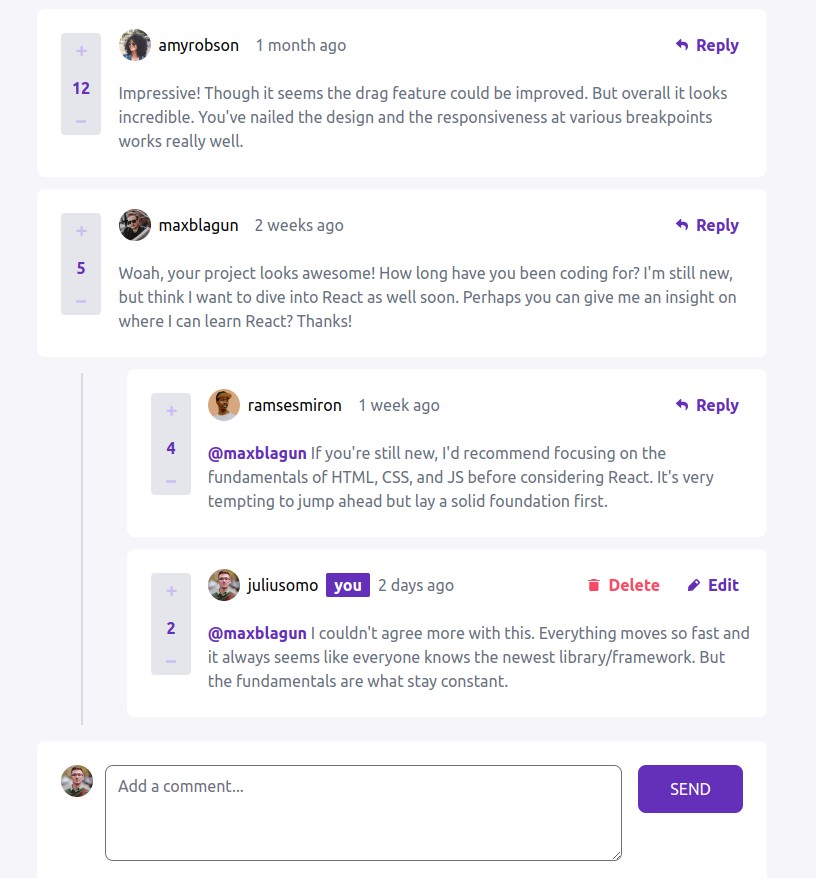 amyrobson 1 month ago Reply
+
12
−
Impressive! Though it seems the drag feature could be improved. But overall it looks
incredible. You've nailed the design and the responsiveness at various breakpoints
works really well.
maxblagun 2 weeks ago Reply
+
5
−
Woah, your project looks awesome! How long have you been coding for? I'm still new,
but think I want to dive into React as well soon. Perhaps you can give me an insight on
where I can learn React? Thanks!
ramsesmiron 1 week ago Reply
+
4
−
@maxblagun If you're still new, I'd recommend focusing on the
fundamentals of HTML, CSS, and JS before considering React. It's very
tempting to jump ahead but lay a solid foundation first.
juliusomo you 2 days ago Delete Edit
+
2
−
@maxblagun I couldn't agree more with this. Everything moves so fast and
it always seems like everyone knows the newest library/framework. But
the fundamentals are what stay constant.
Add a comment... SEND